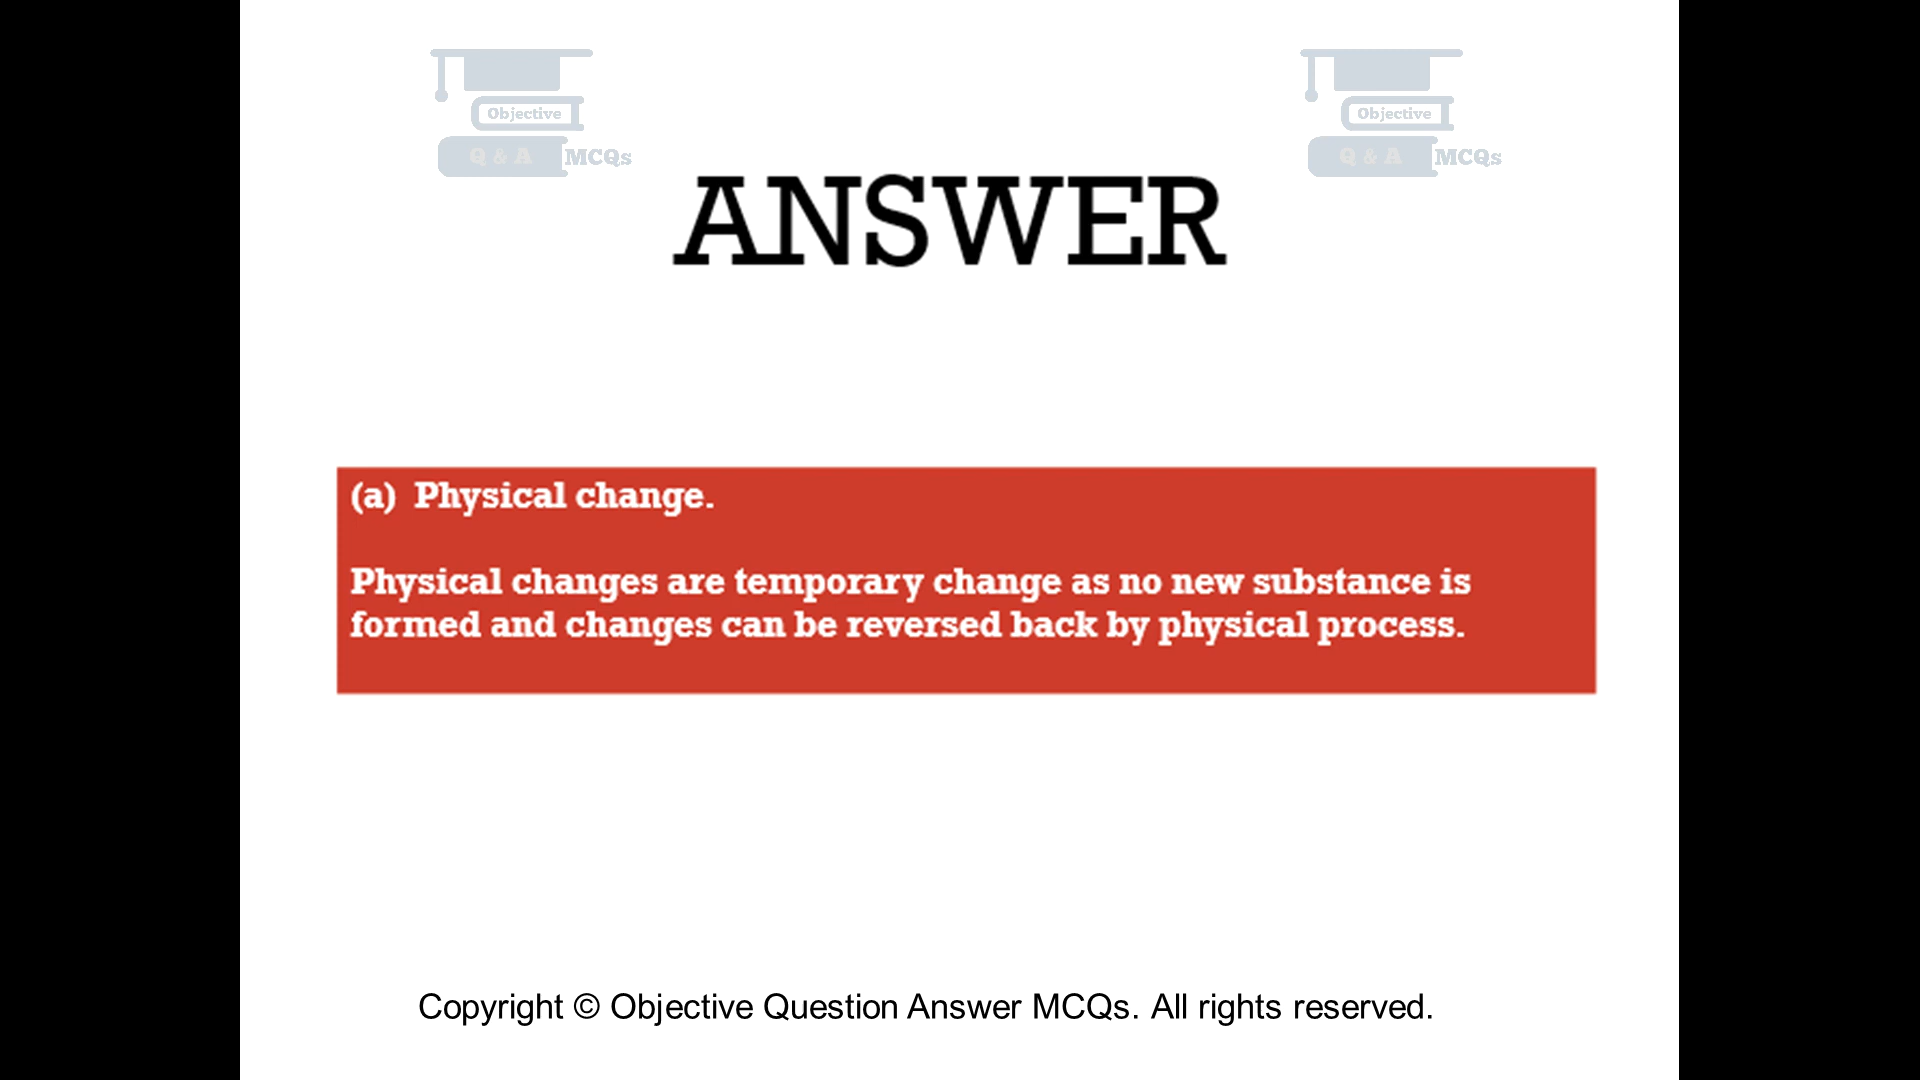 Objective
Q & A MCQs
Objective
Q & A MCQs
ANSWER
(a) Physical change.
Physical changes are temporary change as no new substance is
formed and changes can be reversed back by physical process.
Copyright © Objective Question Answer MCQs. All rights reserved.